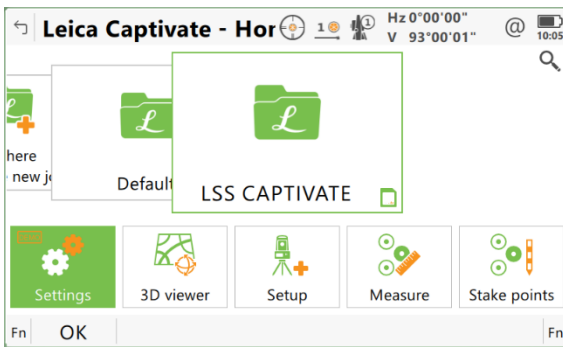 Leica Captivate - Hor
1
1
Hz 0°00'00"
V 93°00'01"
@
10:05
here
new j
Default
LSS CAPTIVATE
Settings
3D viewer
Setup
Measure
Stake points
Fn OK Fn